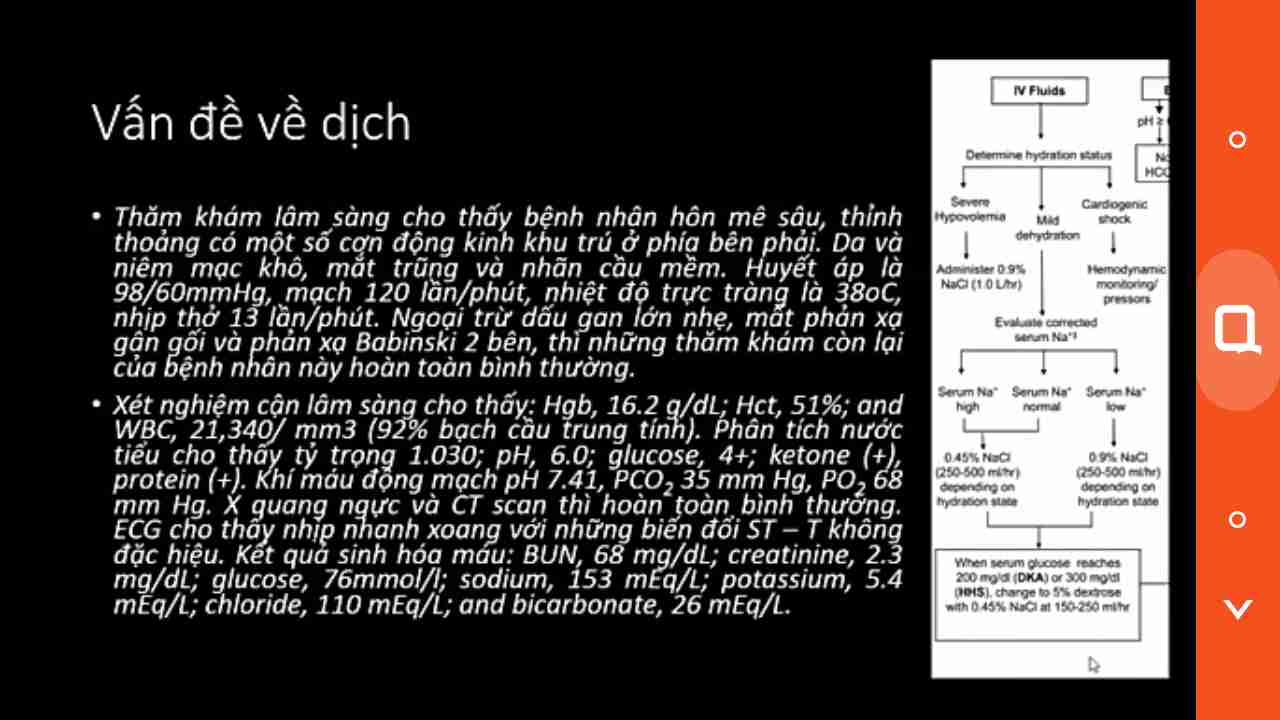 Vấn đề về dịch
• Thăm khám lâm sàng cho thấy bệnh nhân hôn mê sâu, thỉnh
thoảng có một số cơn động kinh khu trú ở phía bên phải. Da và
niêm mạc khô, mắt trũng và nhãn cầu mềm. Huyết áp là
98/60mmHg, mạch 120 lần/phút, nhiệt độ trực tràng là 38oC,
nhịp thở 13 lần/phút. Ngoại trừ dấu gan lớn nhẹ, mất phản xạ
gân gối và phản xạ Babinski 2 bên, thì những thăm khám còn lại
của bệnh nhân này hoàn toàn bình thường.
• Xét nghiệm cận lâm sàng cho thấy: Hgb, 16.2 g/dL; Hct, 51%; and
WBC, 21,340/ mm3 (92% bạch cầu trung tính). Phân tích nước
tiểu cho thấy tỷ trọng 1.030; pH, 6.0; glucose, 4+; ketone (+),
protein (+). Khí máu động mạch pH 7.41, PCO2 35 mm Hg, PO2 68
mm Hg. X quang ngực và CT scan thì hoàn toàn bình thường.
ECG cho thấy nhịp nhanh xoang với những biến đổi ST – T không
đặc hiệu. Kết quả sinh hóa máu: BUN, 68 mg/dL; creatinine, 2.3
mg/dL; glucose, 76mmol/l; sodium, 153 mEq/L; potassium, 5.4
mEq/L; chloride, 110 mEq/L; and bicarbonate, 26 mEq/L.
IV Fluids
pH ≥
Determine hydration status
Severe
Hypovolemia
Mild
dehydration
Cardiogenic
shock
Administer 0.9%
NaCl (1.0 L/hr)
Hemodynamic
monitoring/
pressors
Evaluate corrected
serum Na+‡
Serum Na+
high
Serum Na+
normal
Serum Na+
low
0.45% NaCl
(250-500 ml/hr)
depending on
hydration state
0.9% NaCl
(250-500 ml/hr)
depending on
hydration state
When serum glucose reaches
200 mg/dl (DKA) or 300 mg/dl
(HHS), change to 5% dextrose
with 0.45% NaCl at 150-250 ml/hr